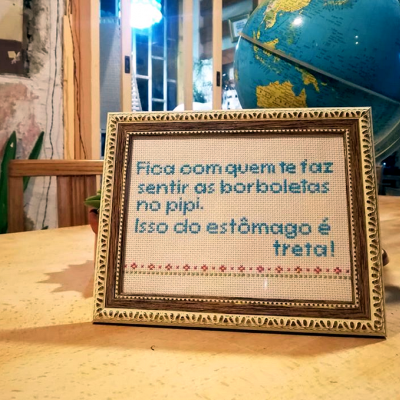 Fica com quem te faz
sentir as borboletas
no pipi.
Isso do estômago é
treta!